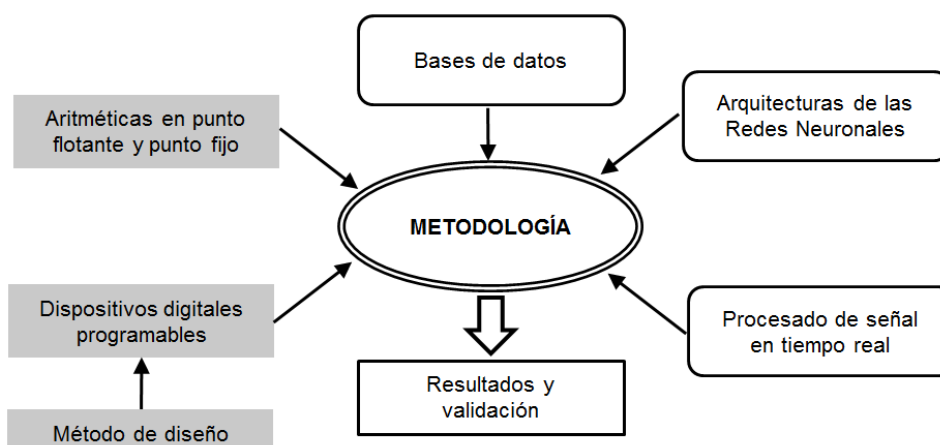 Bases de datos
Aritméticas en punto
flotante y punto fijo
Arquitecturas de las
Redes Neuronales
METODOLOGÍA
Dispositivos digitales
programables
Procesado de señal
en tiempo real
Resultados y
validación
Método de diseño